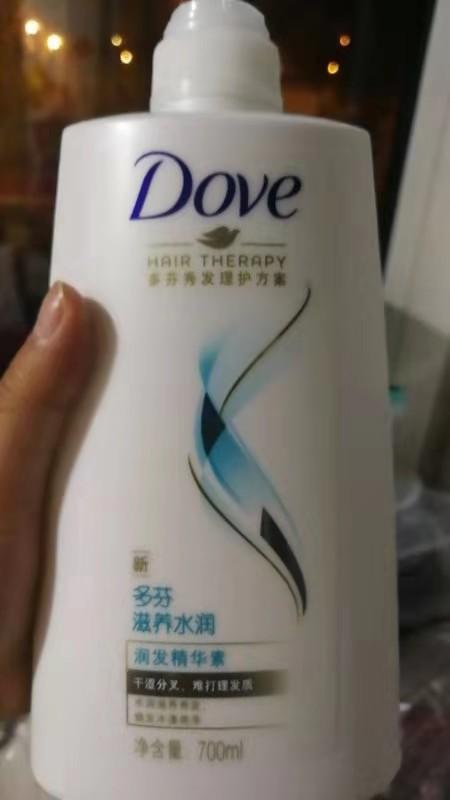 Dove
HAIR THERAPY
多芬秀发理护方案
新
多芬
滋养水润
润发精华素
干湿分叉、难打理发质
净含量：700ml